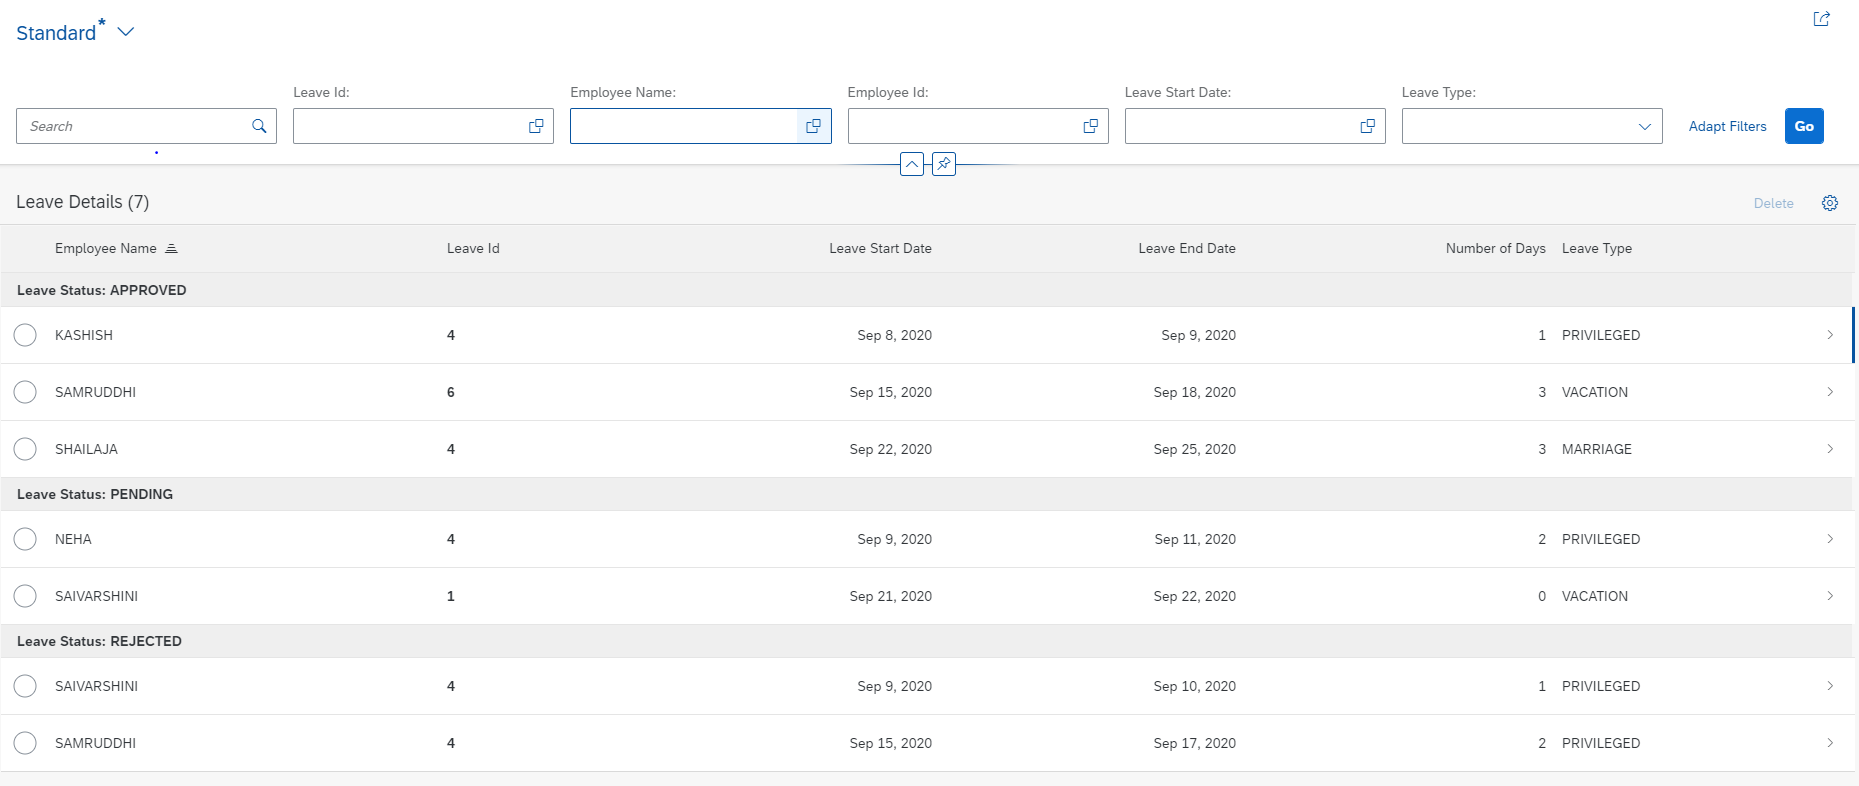 Standard*
Leave Id: Employee Name: Employee Id: Leave Start Date: Leave Type:
Search Adapt Filters Go
Leave Details (7) Delete
Employee Name Leave Id Leave Start Date Leave End Date Number of Days Leave Type
Leave Status: APPROVED
KASHISH 4 Sep 8, 2020 Sep 9, 2020 1 PRIVILEGED
SAMRUDDHI 6 Sep 15, 2020 Sep 18, 2020 3 VACATION
SHAILAJA 4 Sep 22, 2020 Sep 25, 2020 3 MARRIAGE
Leave Status: PENDING
NEHA 4 Sep 9, 2020 Sep 11, 2020 2 PRIVILEGED
SAIVARSHINI 1 Sep 21, 2020 Sep 22, 2020 0 VACATION
Leave Status: REJECTED
SAIVARSHINI 4 Sep 9, 2020 Sep 10, 2020 1 PRIVILEGED
SAMRUDDHI 4 Sep 15, 2020 Sep 17, 2020 2 PRIVILEGED